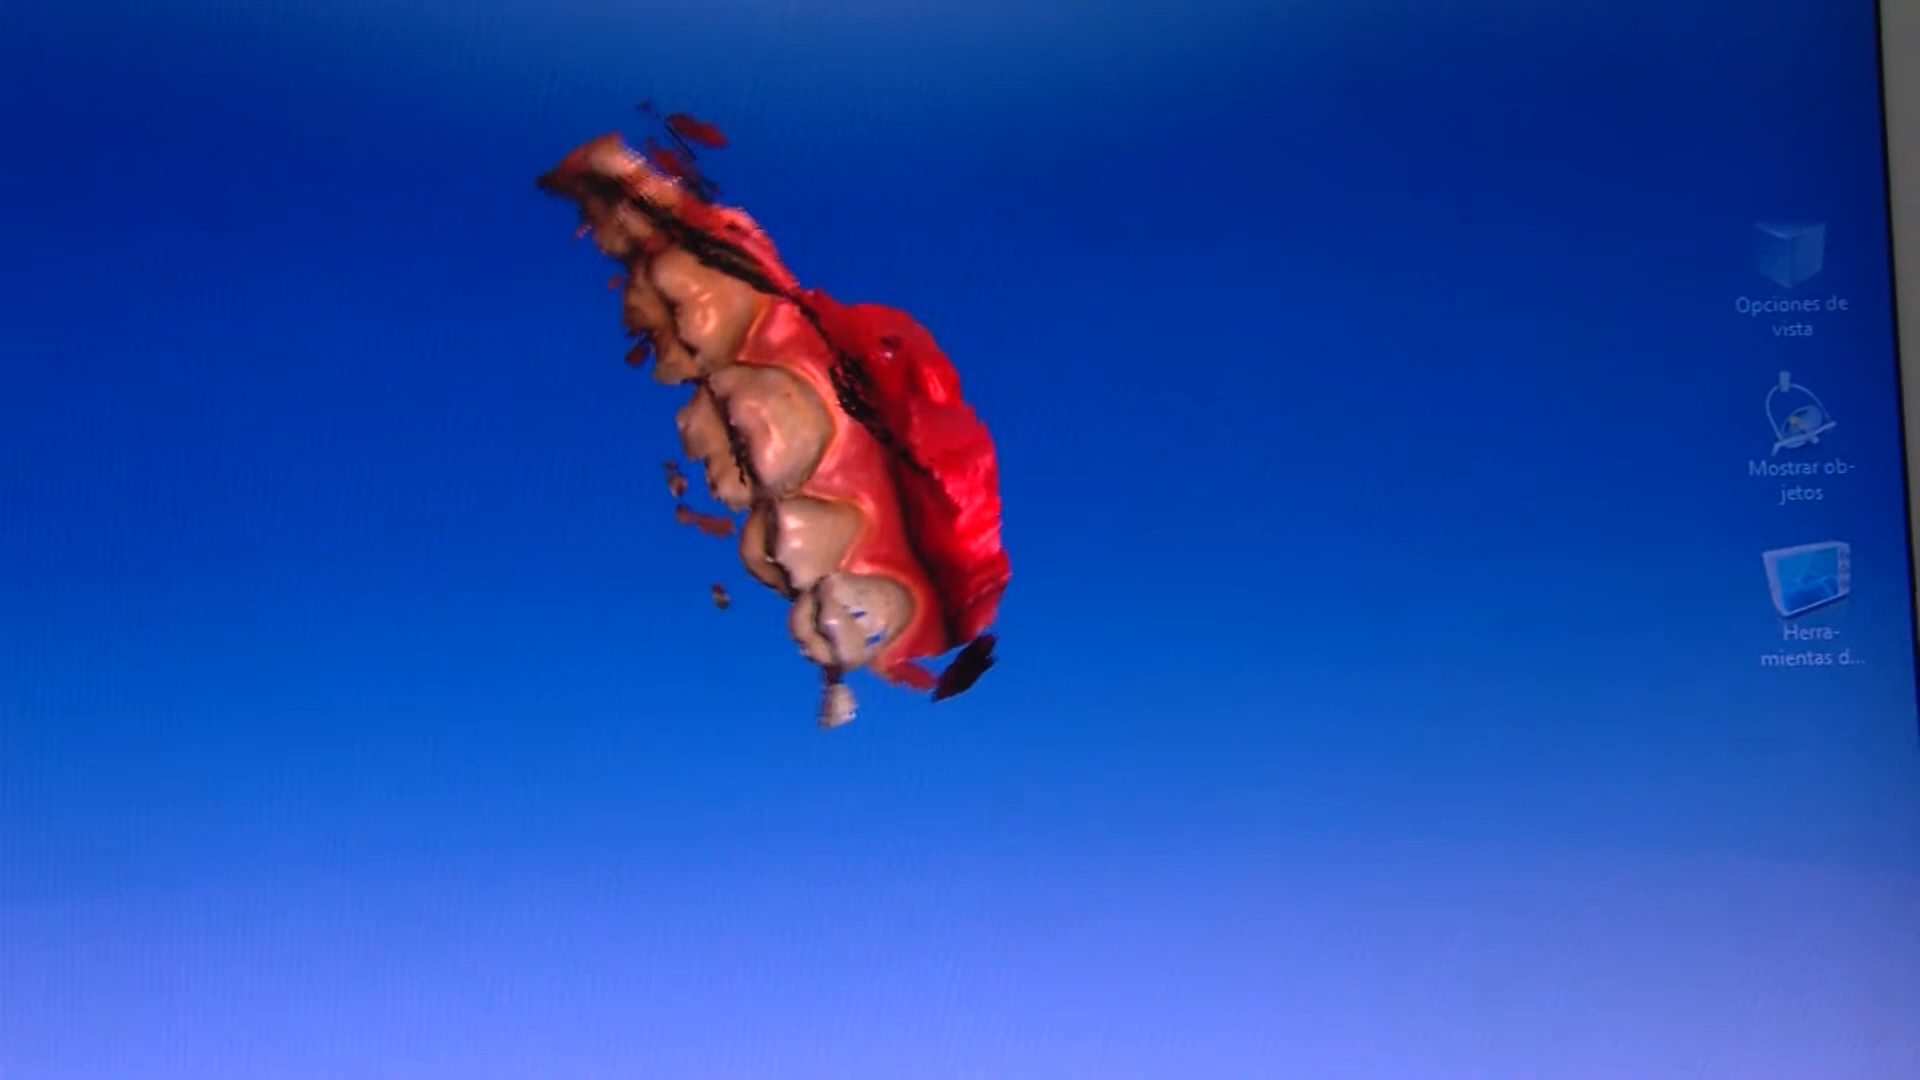 Opciones de
vista
Mostrar ob-
jetos
Herra-
mientas d...